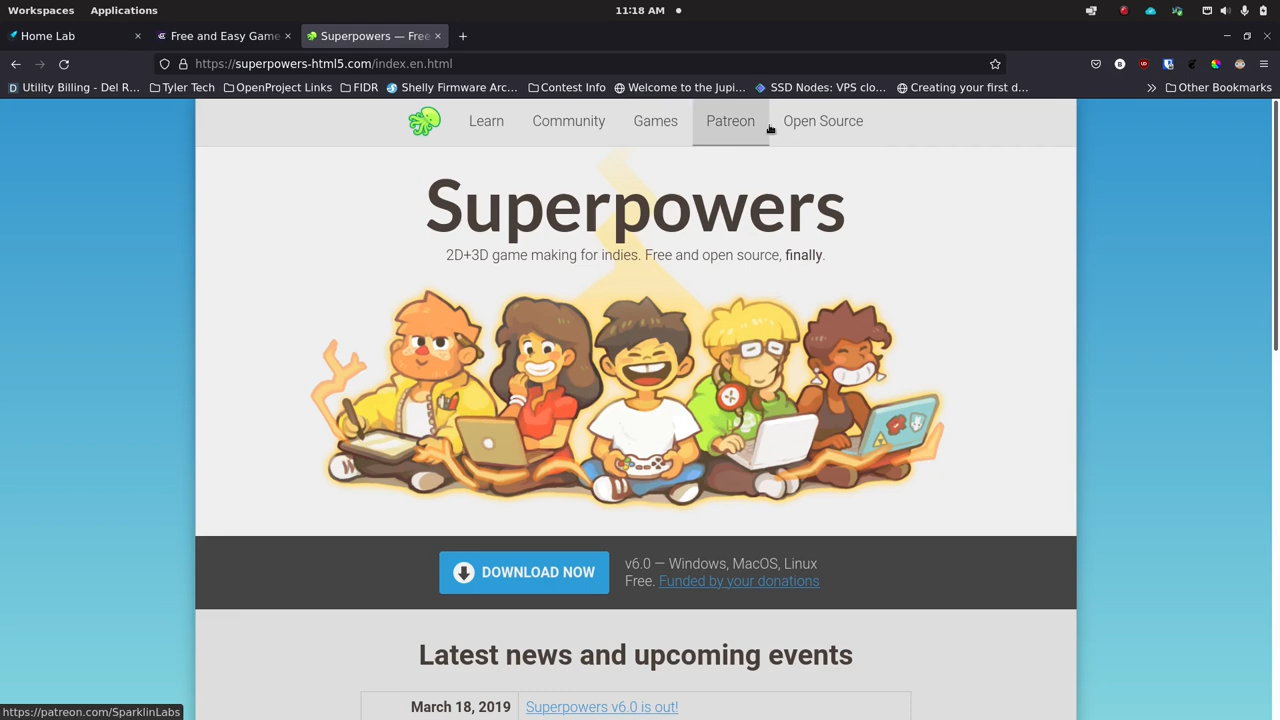 Workspaces Applications 11:18 AM
Home Lab Free and Easy Game Superpowers — Free
https://superpowers-html5.com/index.en.html
Utility Billing - Del R... Tyler Tech OpenProject Links FIDR Shelly Firmware Arc... Contest Info Welcome to the Jupi... SSD Nodes: VPS clo... Creating your first d... Other Bookmarks
Learn Community Games Patreon Open Source
Superpowers
2D+3D game making for indies. Free and open source, finally.
DOWNLOAD NOW
v6.0 — Windows, MacOS, Linux
Free. Funded by your donations
Latest news and upcoming events
March 18, 2019 Superpowers v6.0 is out!
https://patreon.com/SparklinLabs